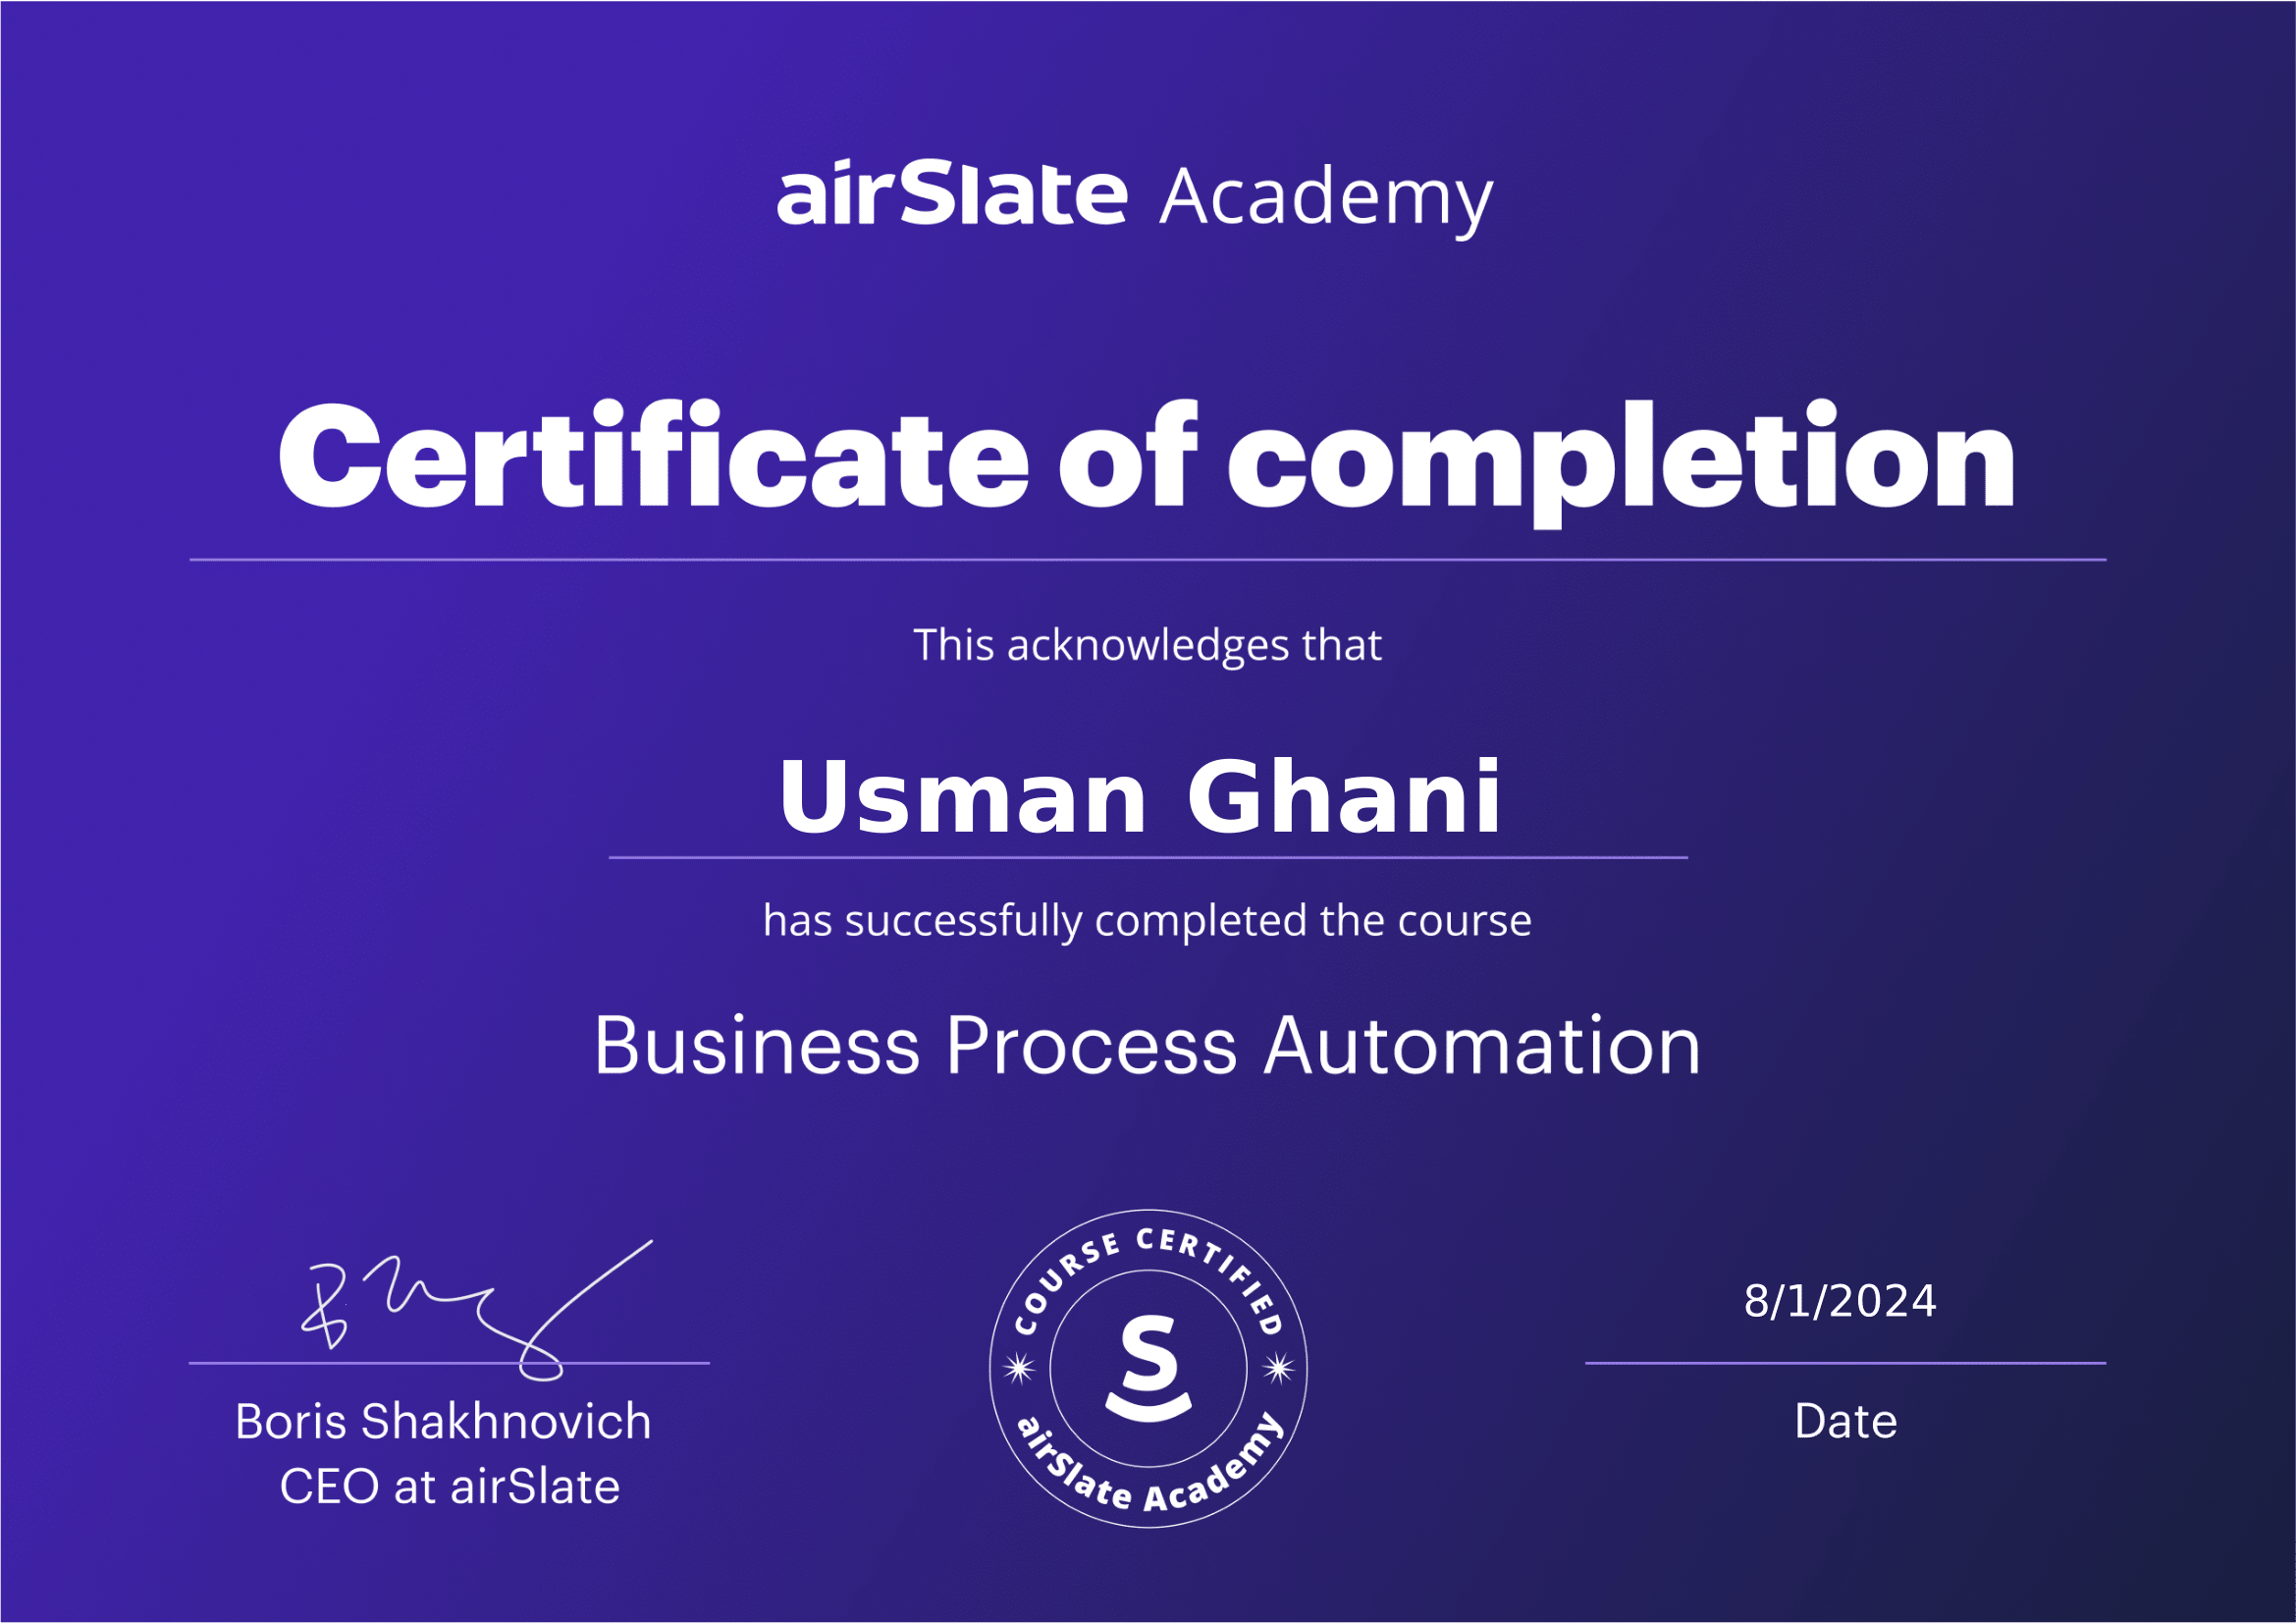 airSlate Academy
Certificate of completion
This acknowledges that
Usman Ghani
has successfully completed the course
Business Process Automation
Boris Shakhnovich
CEO at airSlate
COURSE CERTIFIED
S
airSlate Academy
8/1/2024
Date